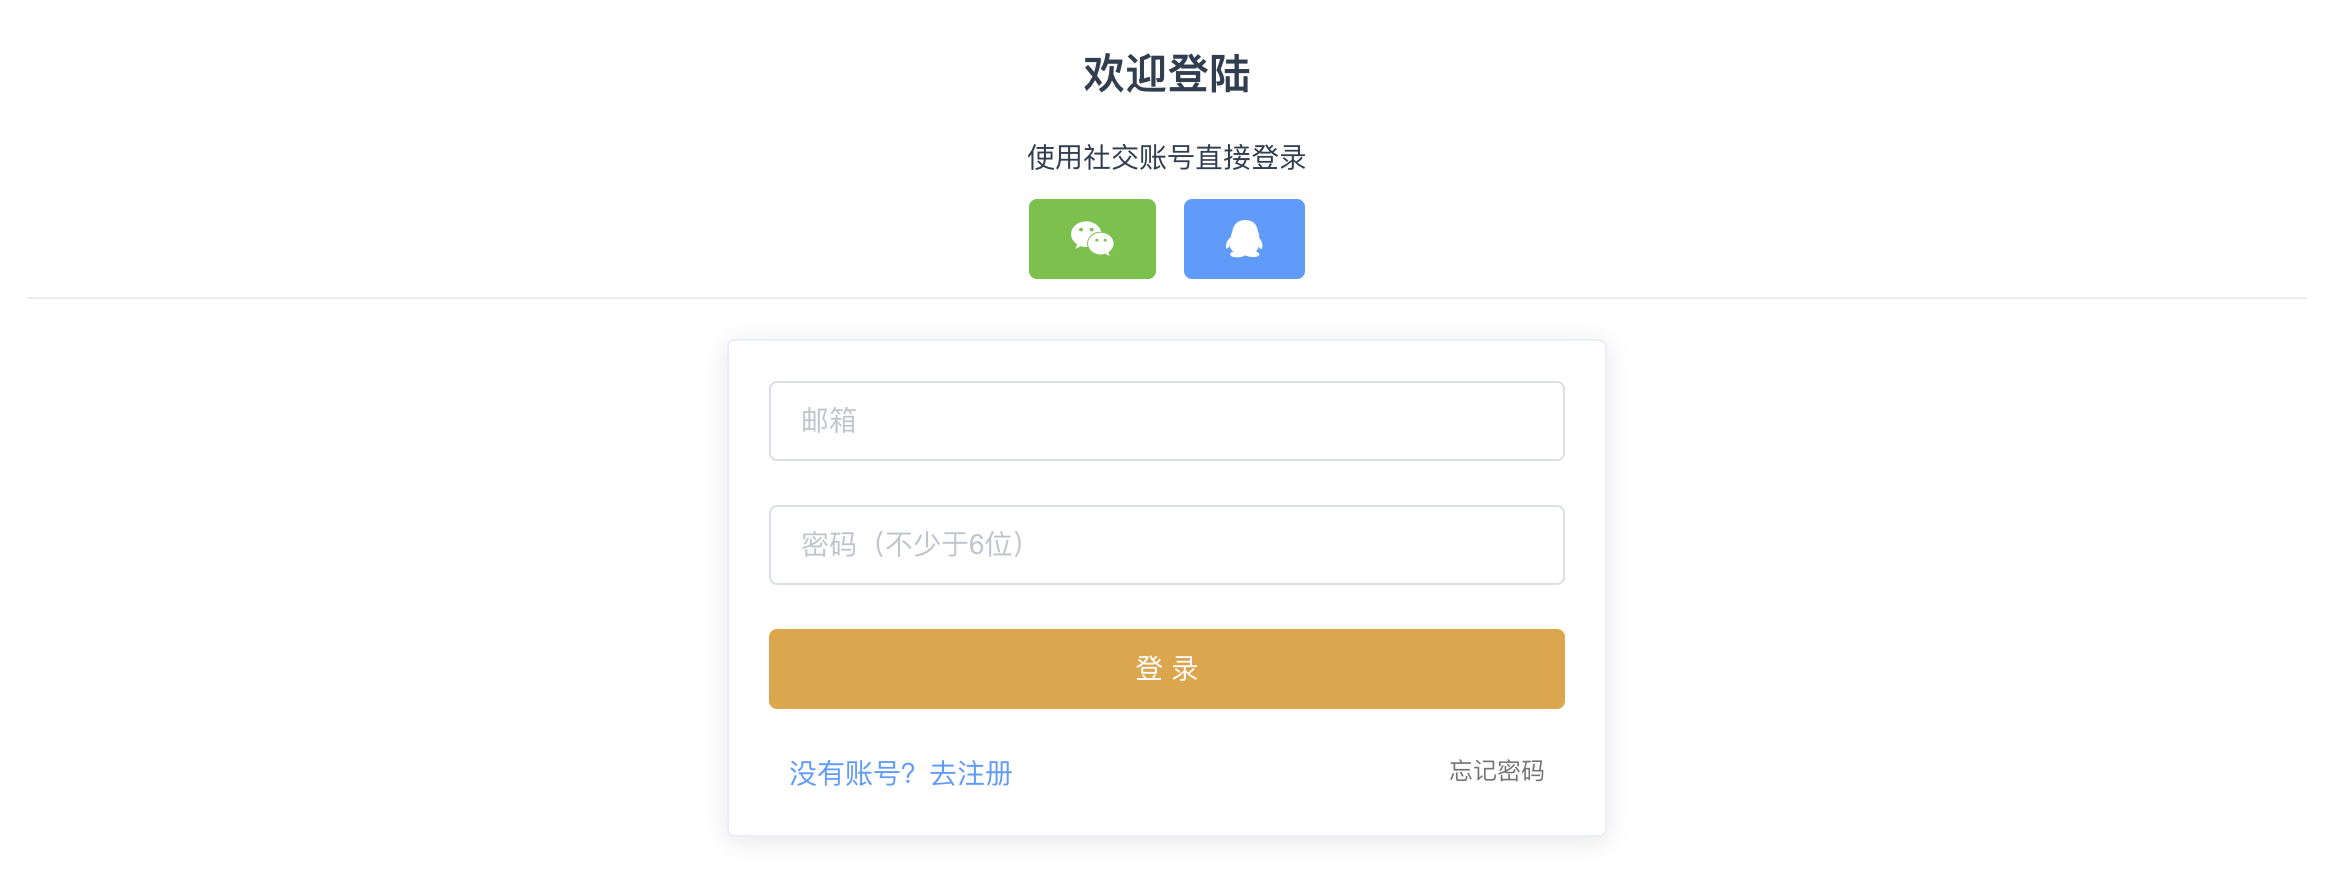 欢迎登陆
使用社交账号直接登录
邮箱
密码（不少于6位）
登 录
没有账号？去注册
忘记密码